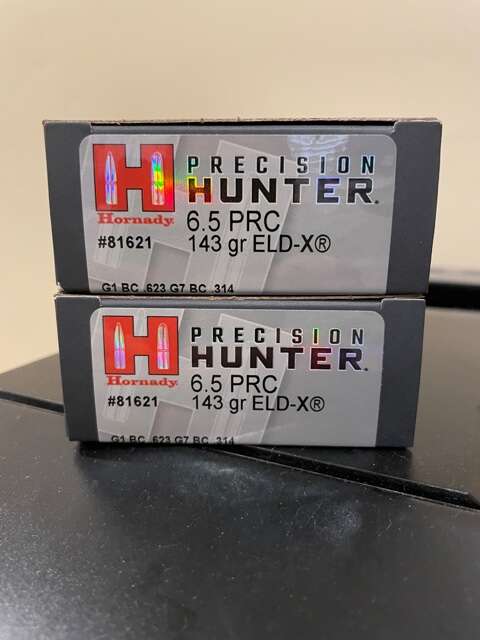 PRECISION
HUNTER®
Hornady®
6.5 PRC
#81621
143 gr ELD-X®
G1 BC .623 G7 BC .314
PRECISION
HUNTER®
Hornady®
6.5 PRC
#81621
143 gr ELD-X®
G1 BC .623 G7 BC .314